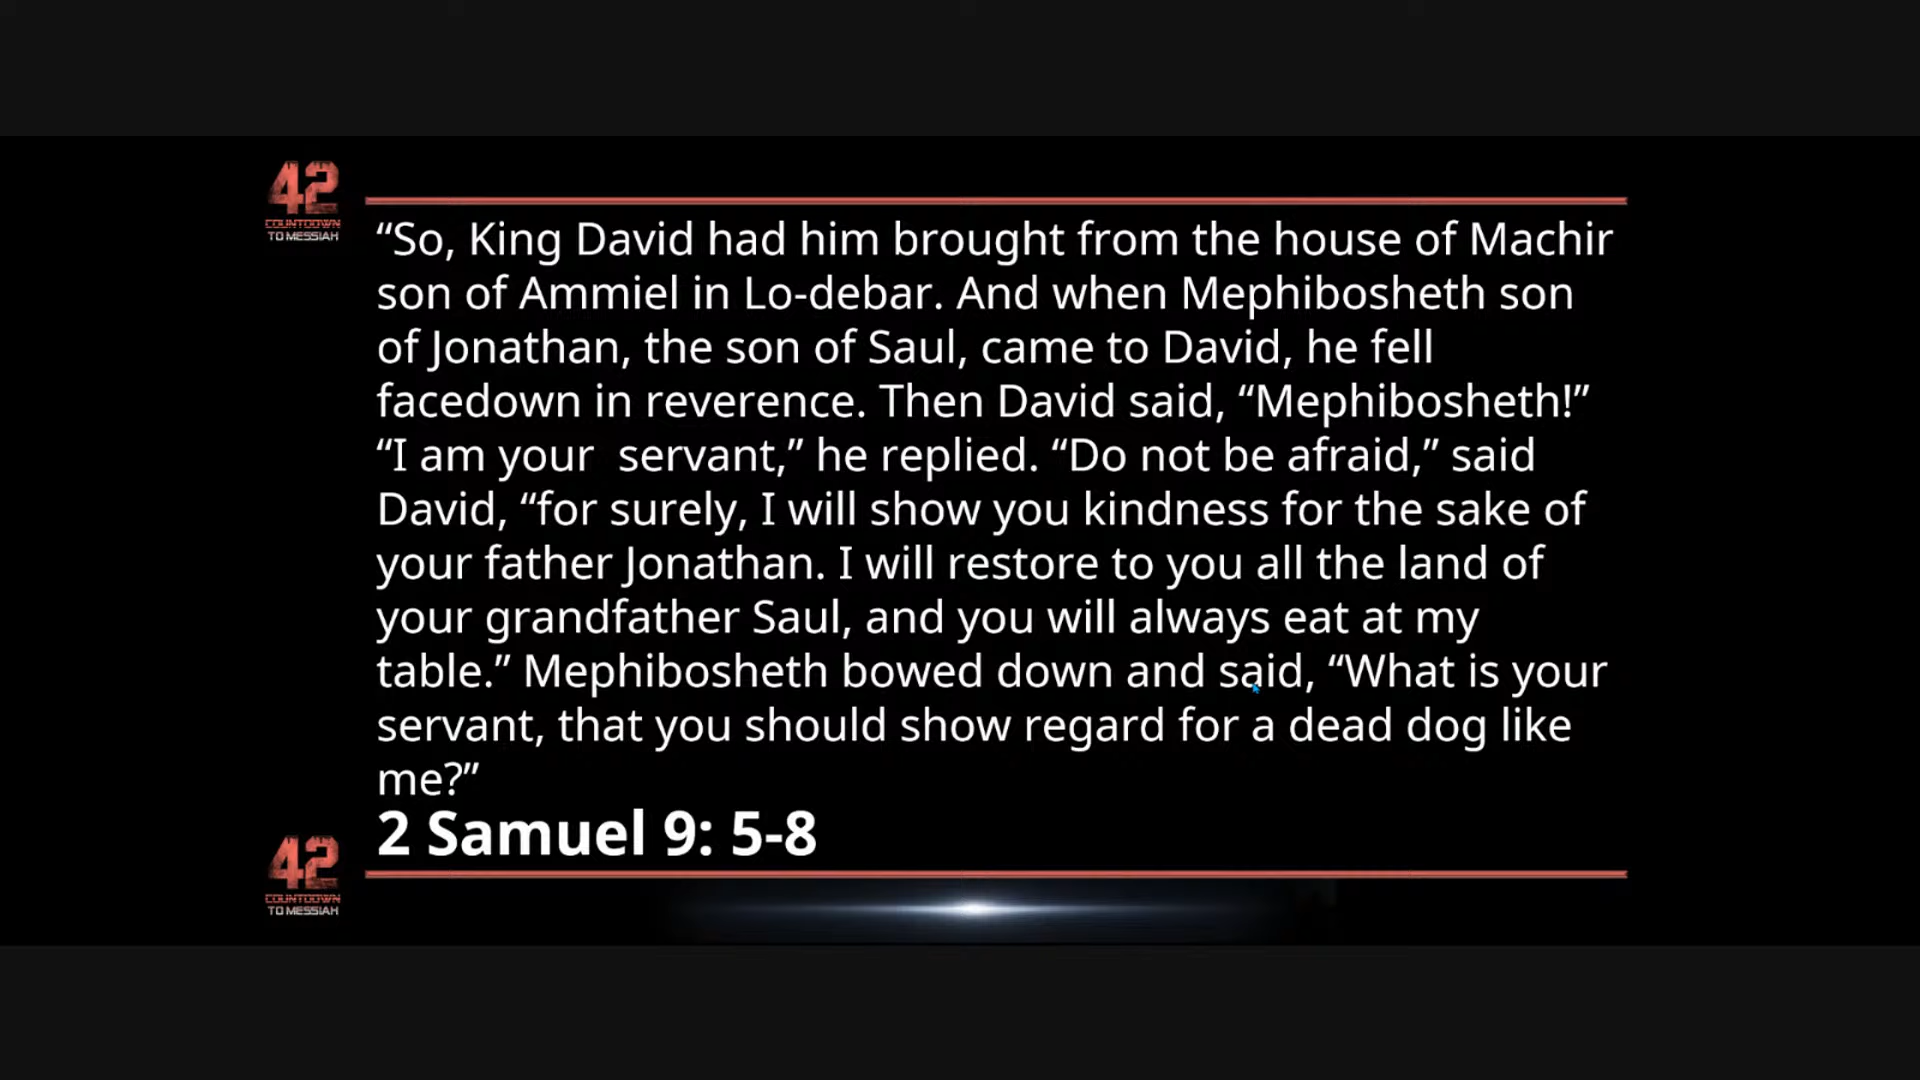 42
COUNTDOWN
TO MESSIAH
“So, King David had him brought from the house of Machir
son of Ammiel in Lo-debar. And when Mephibosheth son
of Jonathan, the son of Saul, came to David, he fell
facedown in reverence. Then David said, “Mephibosheth!”
“I am your  servant,” he replied. “Do not be afraid,” said
David, “for surely, I will show you kindness for the sake of
your father Jonathan. I will restore to you all the land of
your grandfather Saul, and you will always eat at my
table.” Mephibosheth bowed down and said, “What is your
servant, that you should show regard for a dead dog like
me?”
2 Samuel 9: 5-8
42
COUNTDOWN
TO MESSIAH